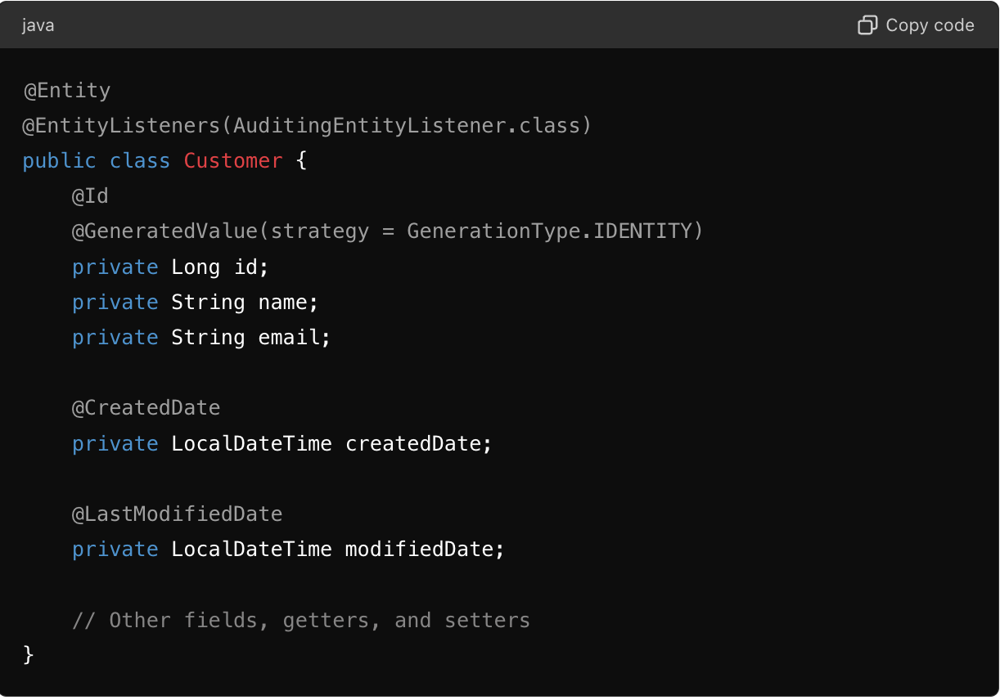 java
Copy code
@Entity
@EntityListeners(AuditingEntityListener.class)
public class Customer {
    @Id
    @GeneratedValue(strategy = GenerationType.IDENTITY)
    private Long id;
    private String name;
    private String email;

    @CreatedDate
    private LocalDateTime createdDate;

    @LastModifiedDate
    private LocalDateTime modifiedDate;

    // Other fields, getters, and setters
}